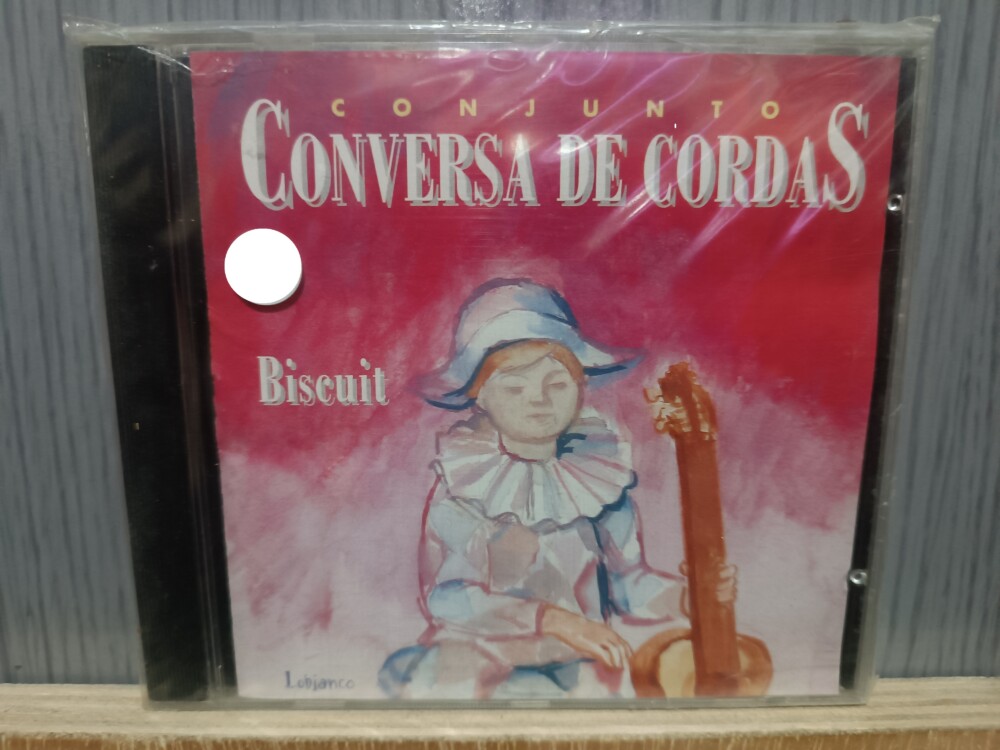 CONJUNTO
CONVERSA DE CORDAS
Biscuit
Lobianco